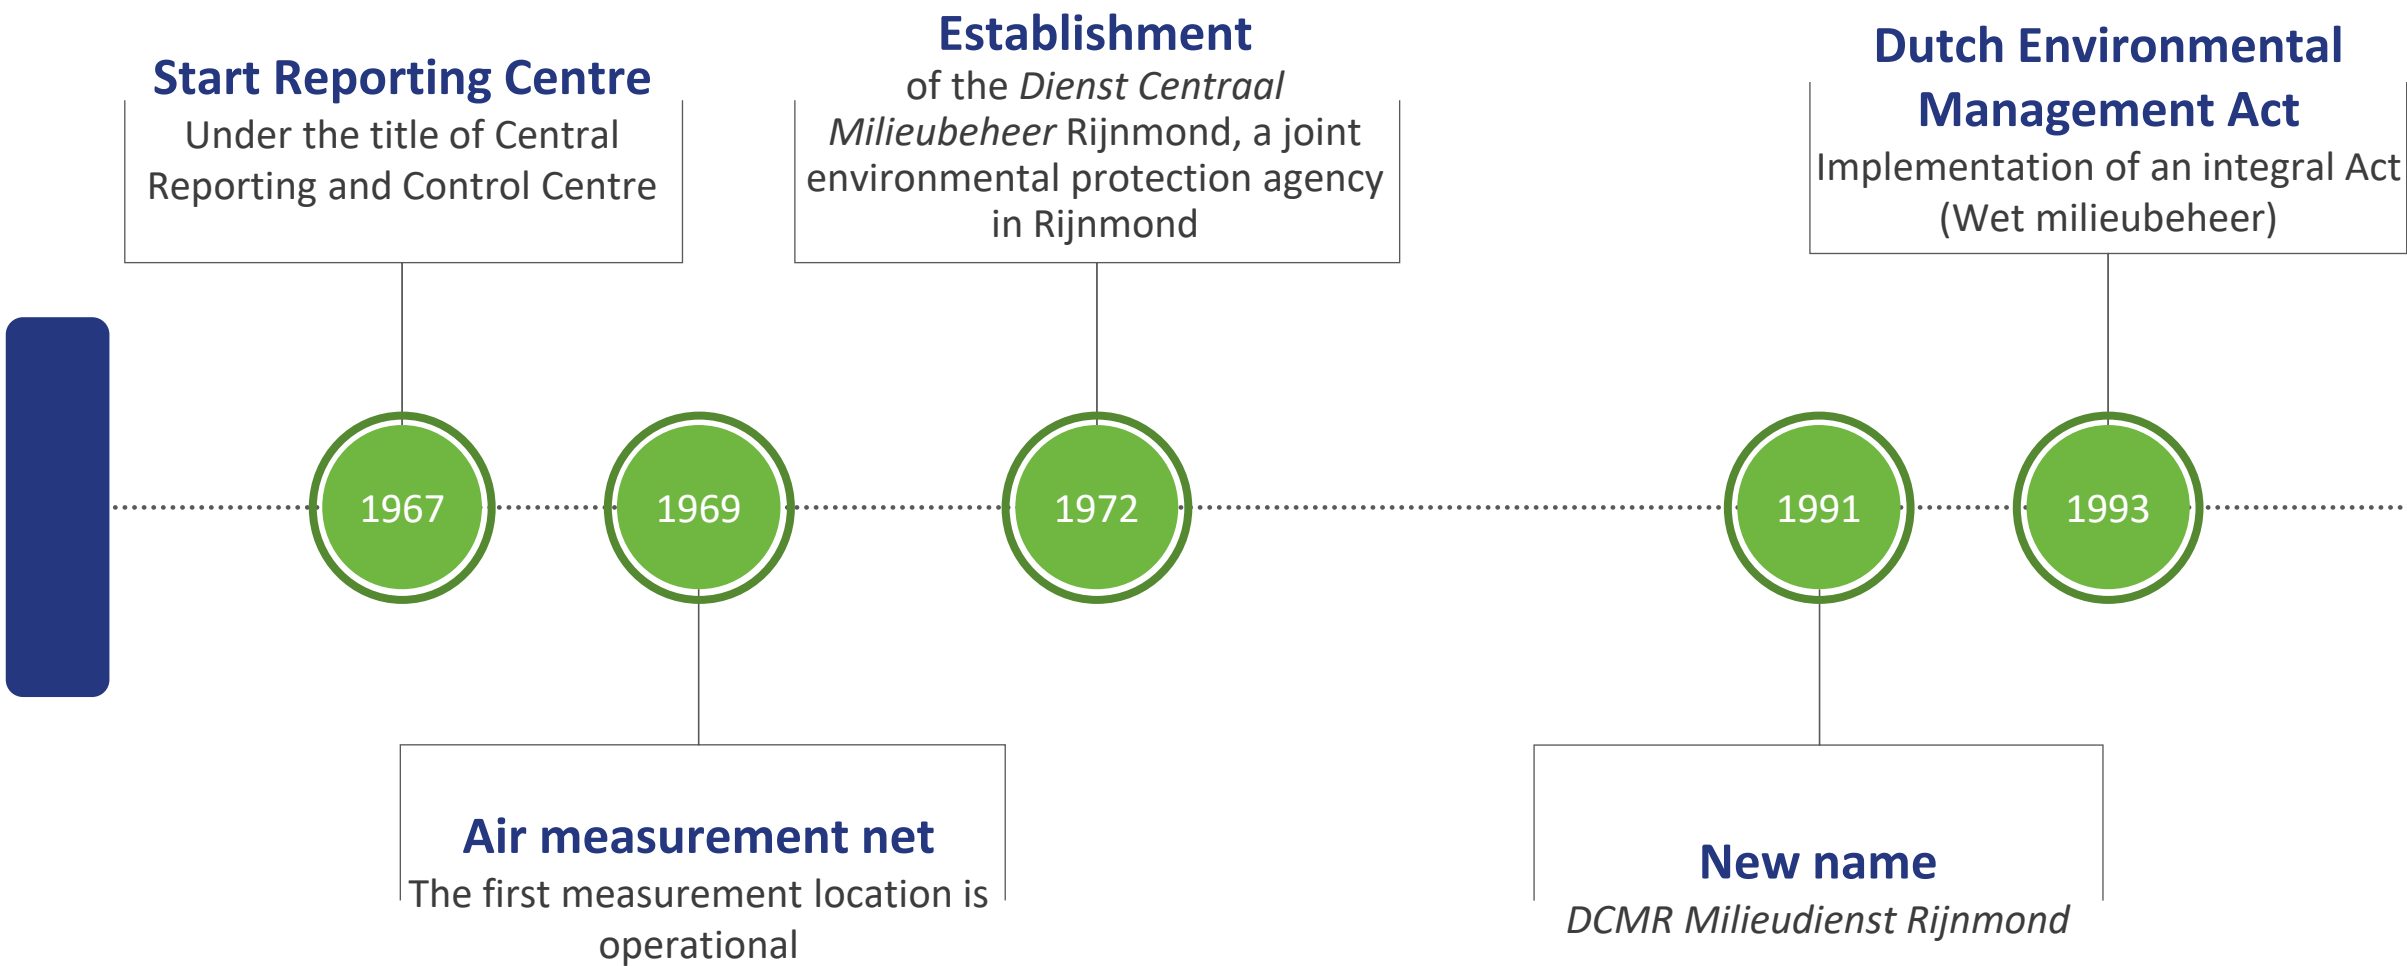 Start Reporting Centre
Under the title of Central
Reporting and Control Centre
Establishment
of the Dienst Centraal
Milieubeheer Rijnmond, a joint
environmental protection agency
in Rijnmond
Dutch Environmental
Management Act
Implementation of an integral Act
(Wet milieubeheer)
1967
1969
1972
1991
1993
Air measurement net
The first measurement location is
operational
New name
DCMR Milieudienst Rijnmond